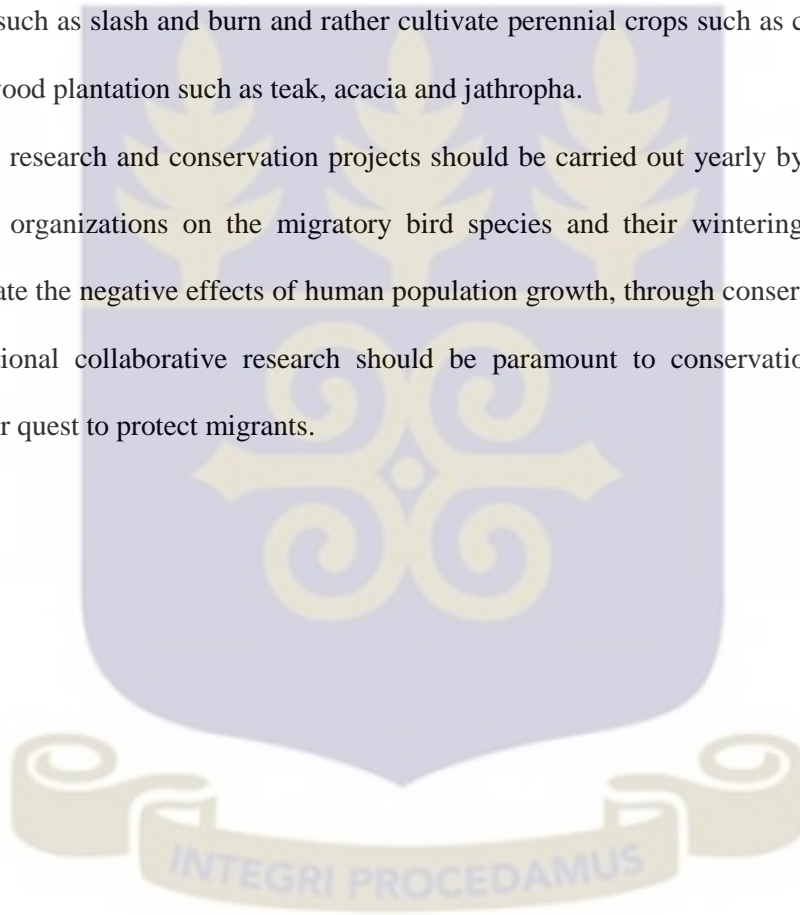 such as slash and burn and rather cultivate perennial crops such as
wood plantation such as teak, acacia and jathropha.
research and conservation projects should be carried out yearly by
organizations on the migratory bird species and their wintering
ate the negative effects of human population growth, through conser
tional collaborative research should be paramount to conservatio
r quest to protect migrants.
INTEGRI PROCEDAMUS